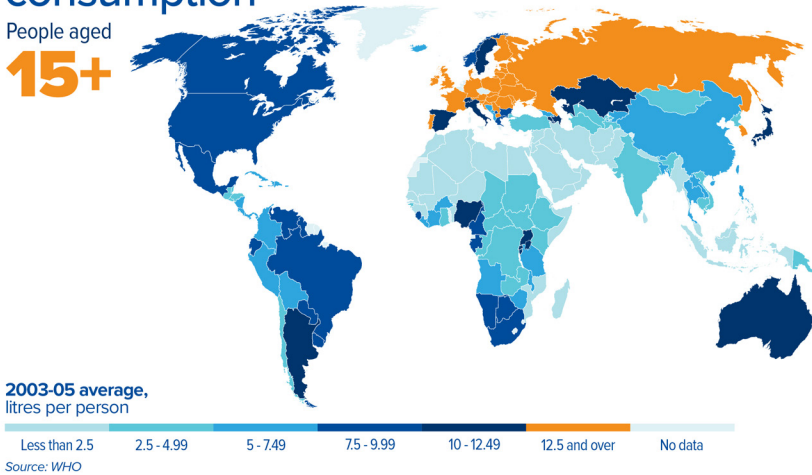 consumption
People aged
15+
2003-05 average,
litres per person
Less than 2.5
2.5 - 4.99
5 - 7.49
7.5 - 9.99
10 - 12.49
12.5 and over
No data
Source: WHO